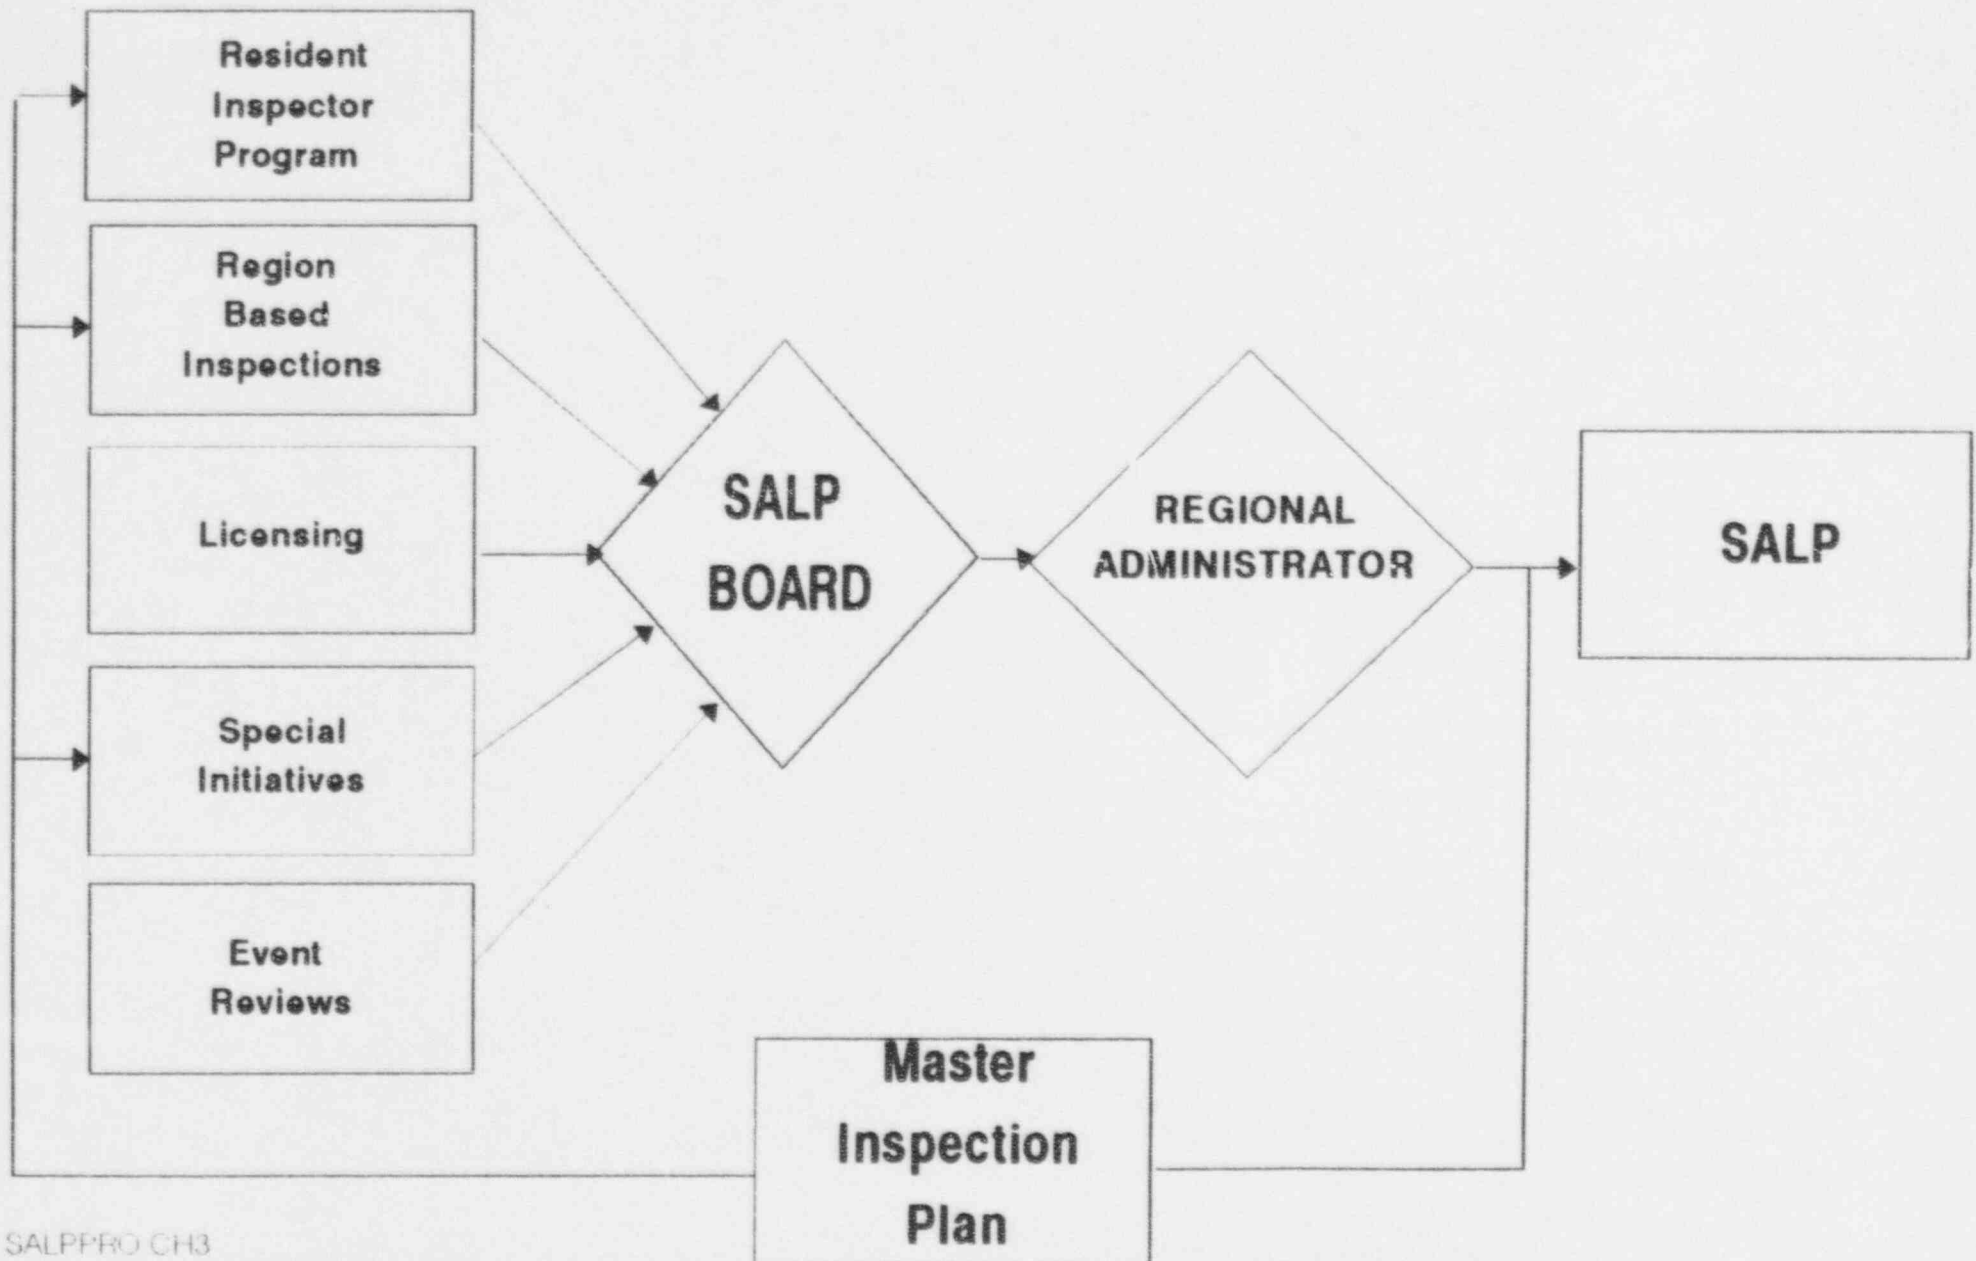 Resident
Inspector
Program
Region
Based
Inspections
Licensing
Special
Initiatives
Event
Reviews
SALP
BOARD
REGIONAL
ADMINISTRATOR
SALP
Master
Inspection
Plan
SALPPRO CH3